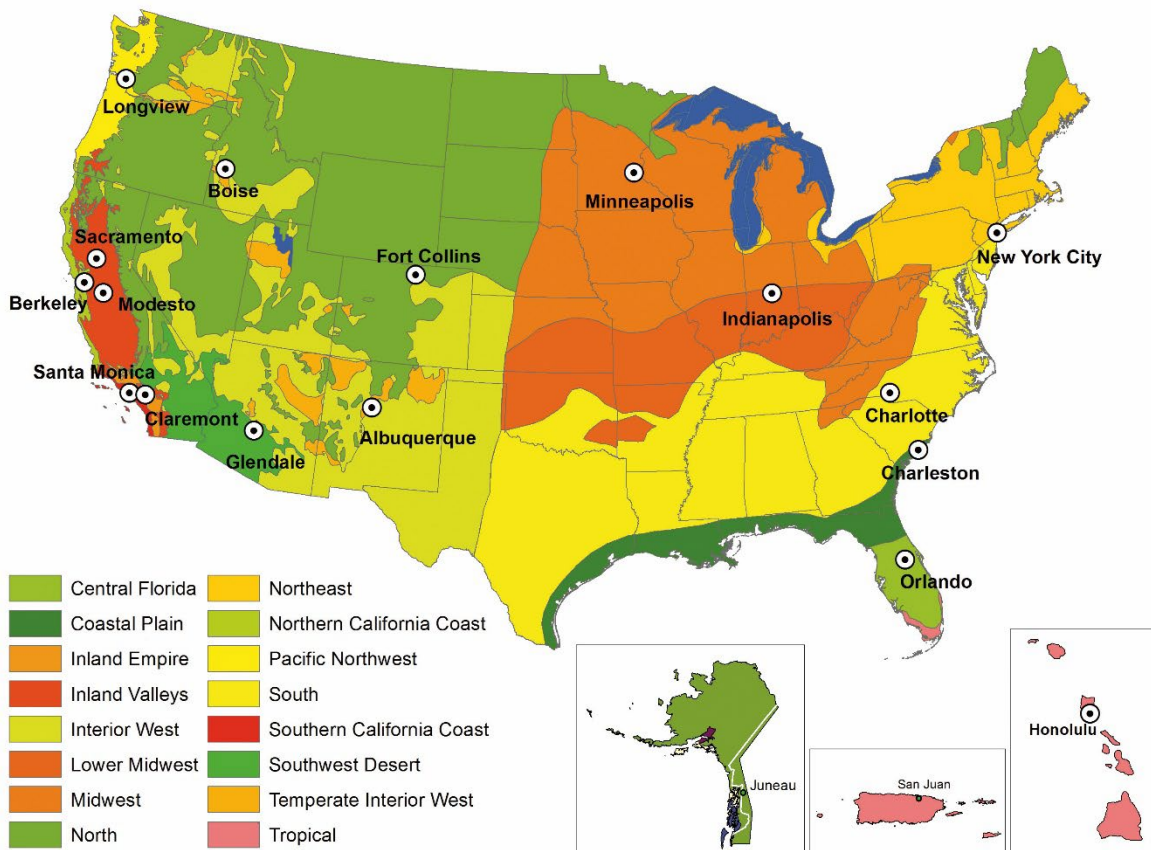 Longview
Boise
Minneapolis
Sacramento
Fort Collins
New York City
Berkeley
Modesto
Indianapolis
Santa Monica
Claremont
Albuquerque
Charlotte
Glendale
Charleston
Orlando
Central Florida
Coastal Plain
Inland Empire
Inland Valleys
Interior West
Lower Midwest
Midwest
North
Northeast
Northern California Coast
Pacific Northwest
South
Southern California Coast
Southwest Desert
Temperate Interior West
Tropical
Juneau
San Juan
Honolulu